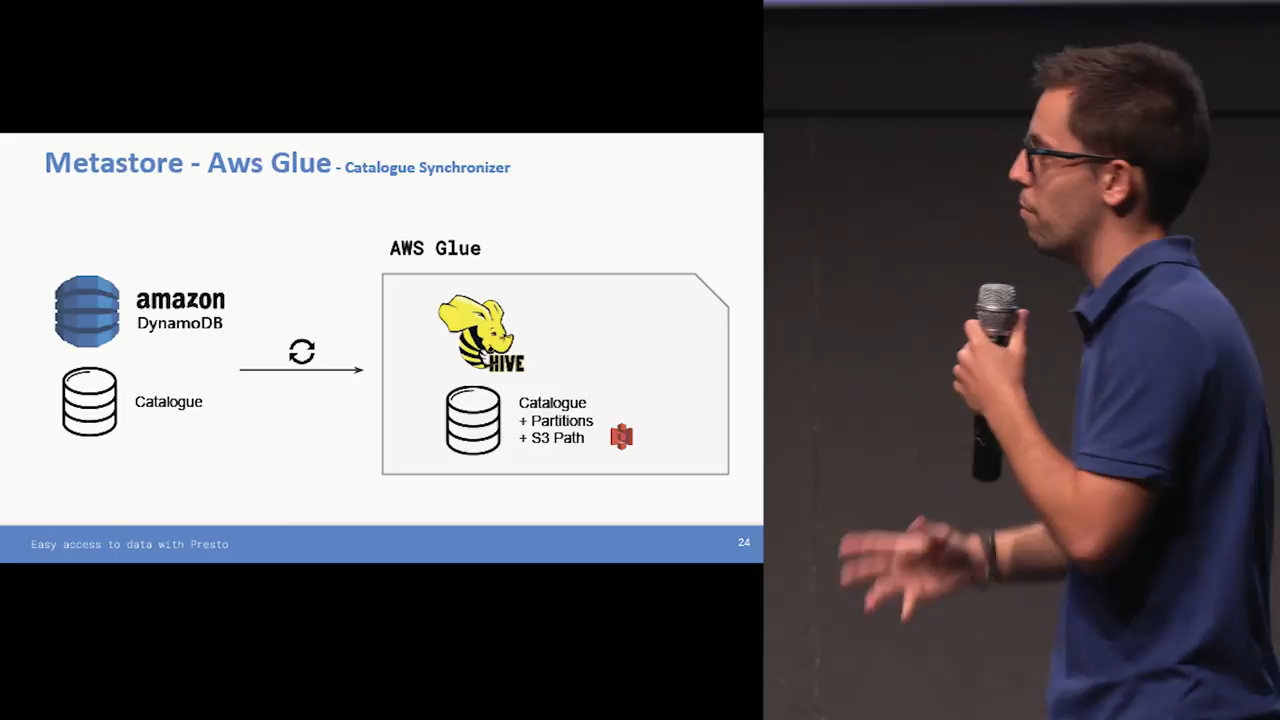 Metastore - Aws Glue - Catalogue Synchronizer
AWS Glue
amazon
DynamoDB
HIVE
Catalogue
Catalogue
+ Partitions
+ S3 Path
Easy access to data with Presto
24